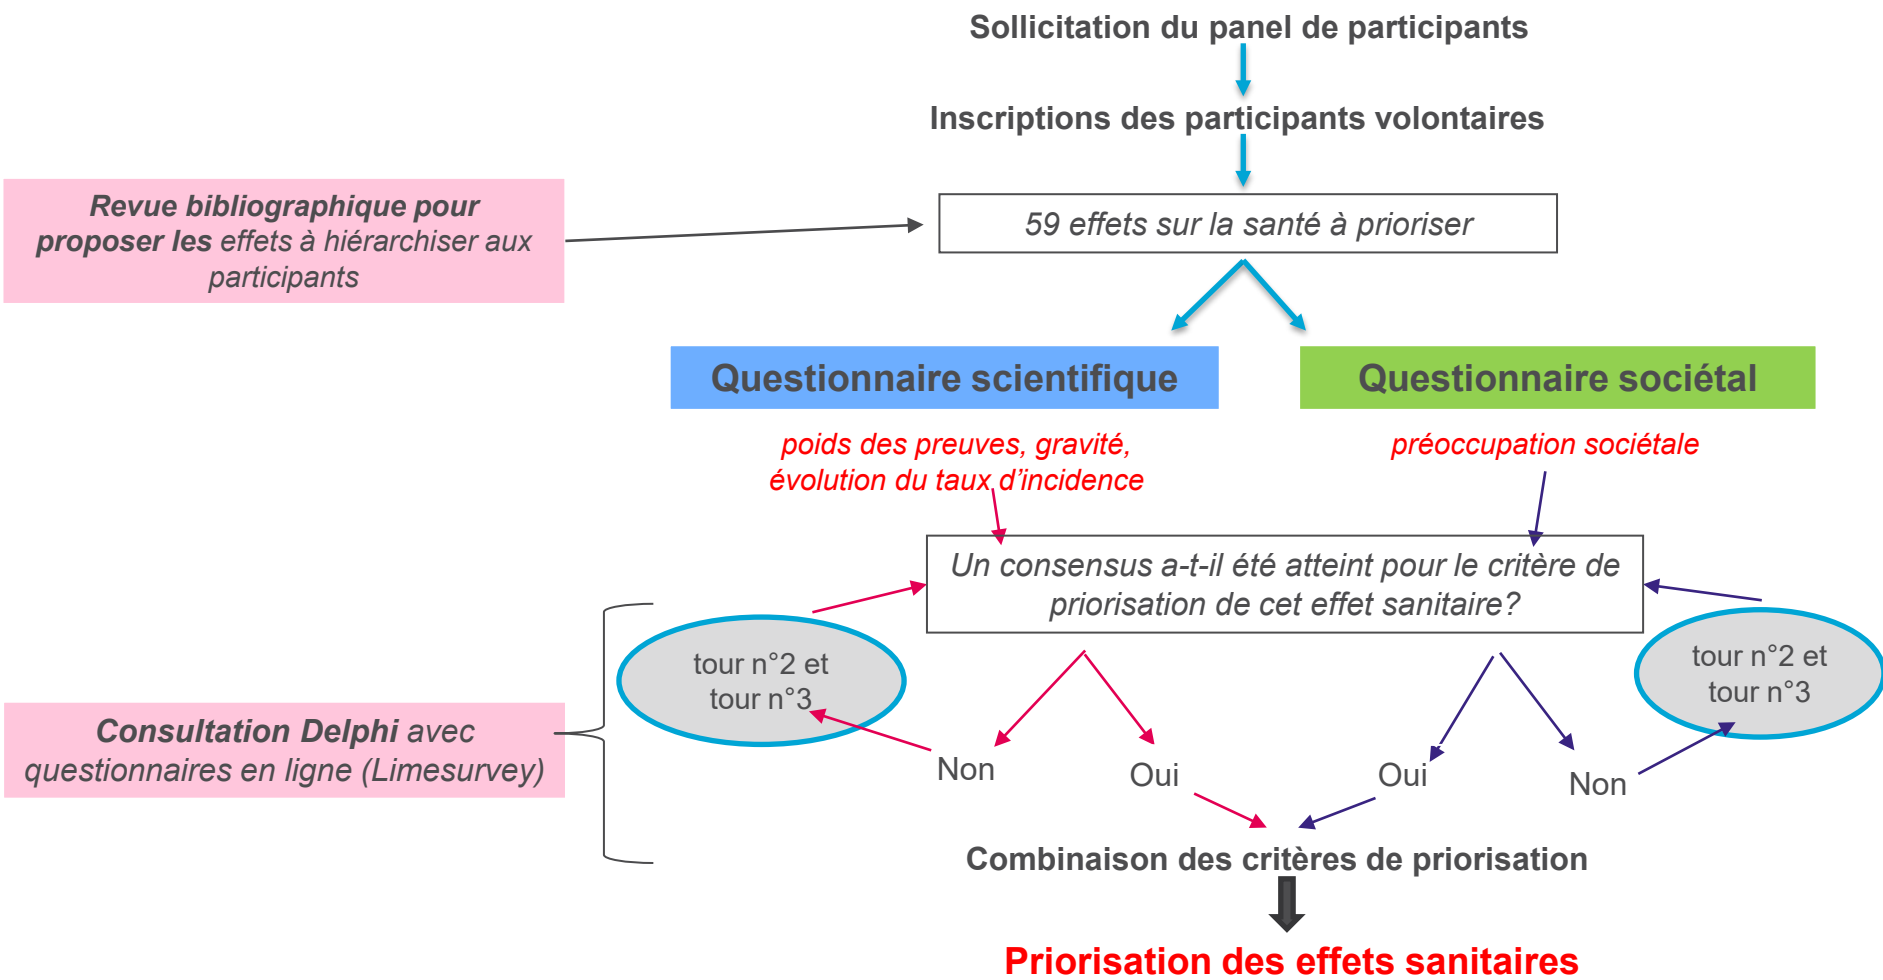 Sollicitation du panel de participants
Inscriptions des participants volontaires
Revue bibliographique pour
proposer les effets à hiérarchiser aux
participants
59 effets sur la santé à prioriser
Questionnaire scientifique
Questionnaire sociétal
poids des preuves, gravité,
évolution du taux d'incidence
préoccupation sociétale
Un consensus a-t-il été atteint pour le critère de
priorisation de cet effet sanitaire?
tour n°2 et
tour n°3
tour n°2 et
tour n°3
Consultation Delphi avec
questionnaires en ligne (Limesurvey)
Non
Oui
Oui
Non
Combinaison des critères de priorisation
Priorisation des effets sanitaires